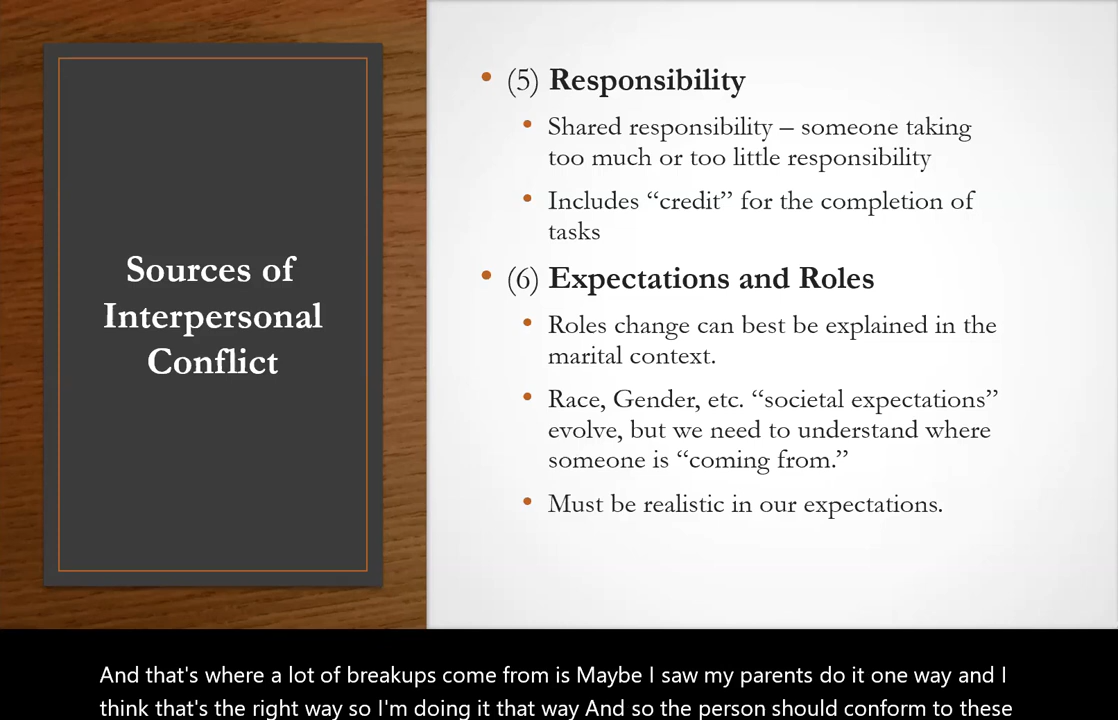 Sources of
Interpersonal
Conflict
• (5) Responsibility
• Shared responsibility – someone taking
too much or too little responsibility
• Includes “credit” for the completion of
tasks
• (6) Expectations and Roles
• Roles change can best be explained in the
marital context.
• Race, Gender, etc. “societal expectations”
evolve, but we need to understand where
someone is “coming from.”
• Must be realistic in our expectations.
And that's where a lot of breakups come from is Maybe I saw my parents do it one way and I
think that's the right way so I'm doing it that way And so the person should conform to these